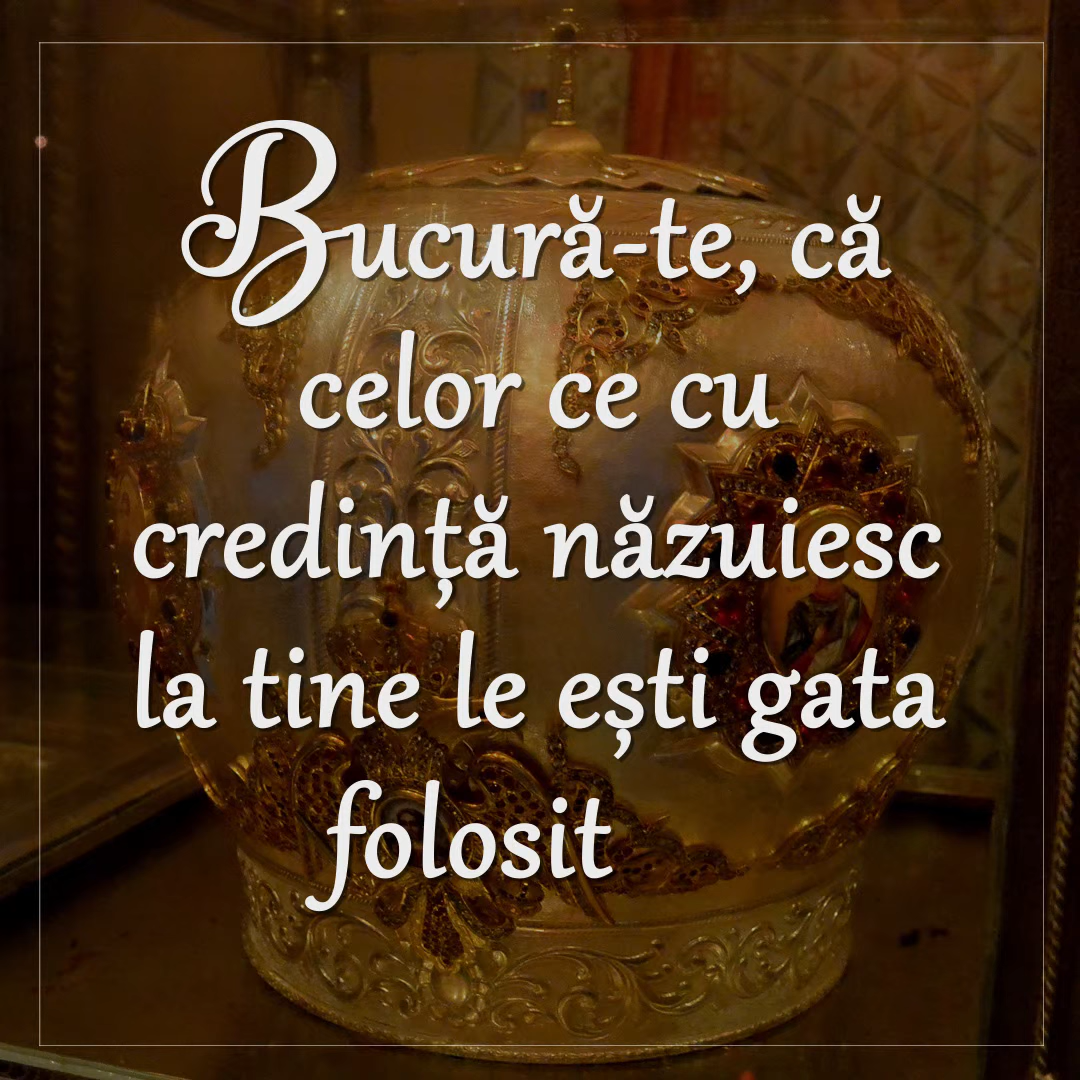 Bucură-te, că
celor ce cu
credință năzuiesc
la tine le ești gata
folosit